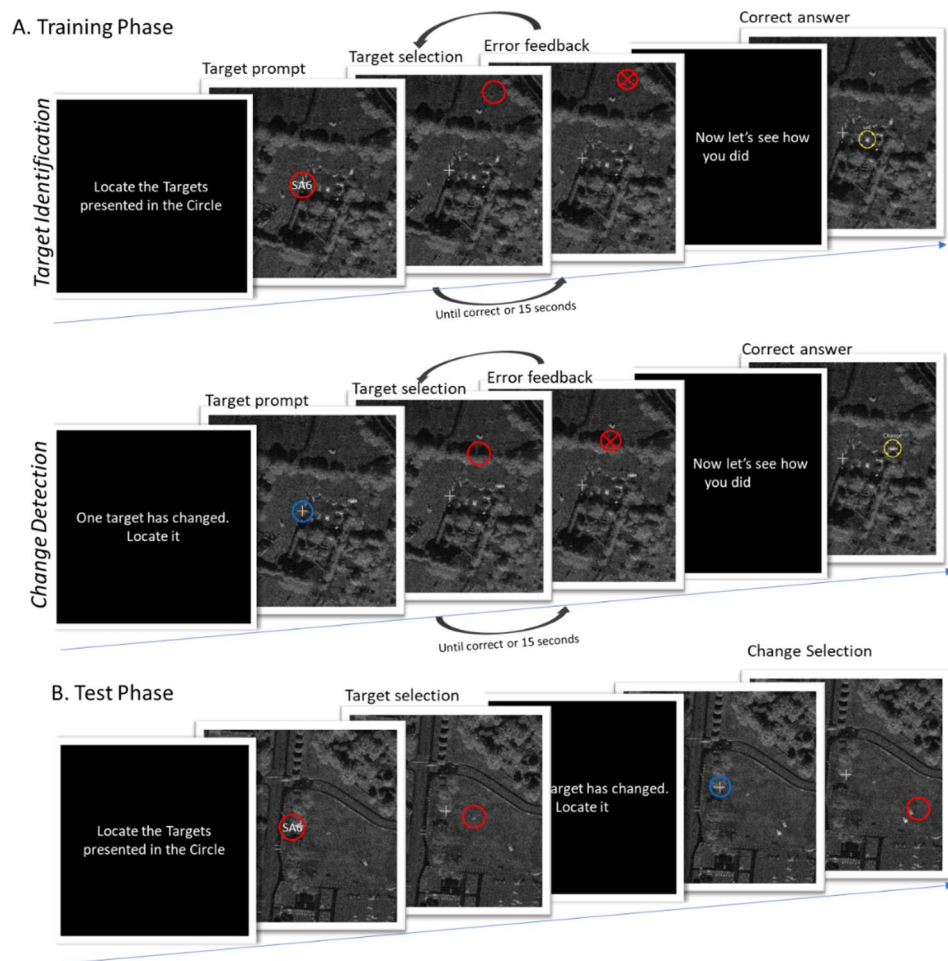 A. Training Phase
Target Identification
Locate the Targets
presented in the Circle
Target prompt
SA6
Target selection
Error feedback
Until correct or 15 seconds
Now let's see how
you did
Correct answer
Change Detection
One target has changed.
Locate it
Target prompt
Target selection
Error feedback
Until correct or 15 seconds
Now let's see how
you did
Correct answer
Change
B. Test Phase
Locate the Targets
presented in the Circle
SA6
Target selection
arget has changed.
Locate it
Change Selection